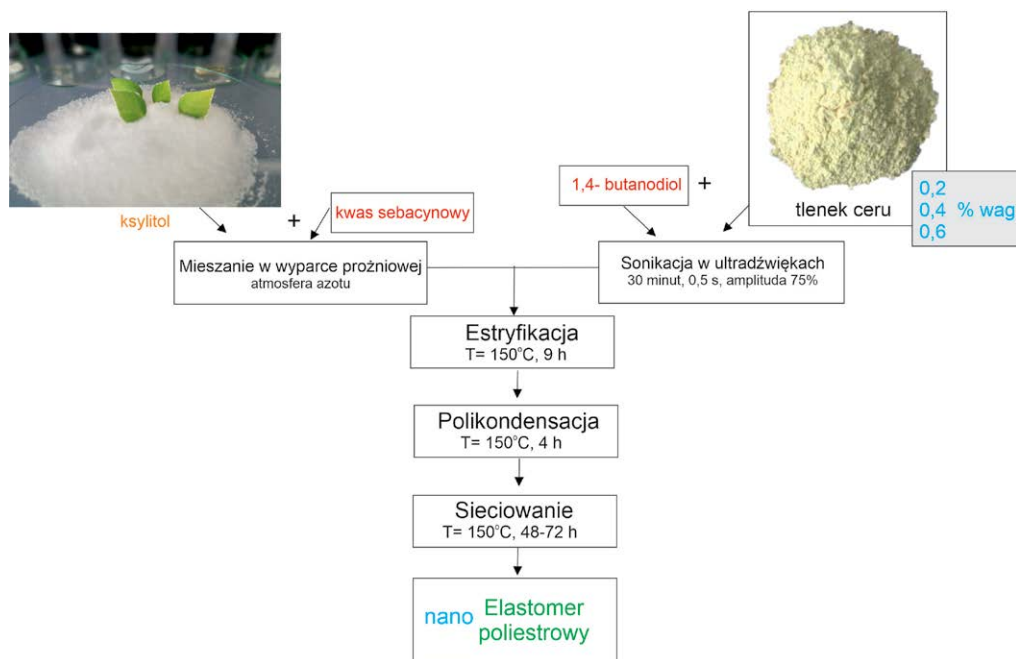 ksylitol
+
kwas sebacynowy
1,4- butanodiol
+
tlenek ceru
0,2
0,4 % wag
0,6
Mieszanie w wyparce prożniowej
atmosfera azotu
Sonikacja w ultradźwiękach
30 minut, 0,5 s, amplituda 75%
Estryfikacja
T= 150°C, 9 h
Polikondensacja
T= 150°C, 4 h
Sieciowanie
T= 150°C, 48-72 h
nano Elastomer
poliestrowy